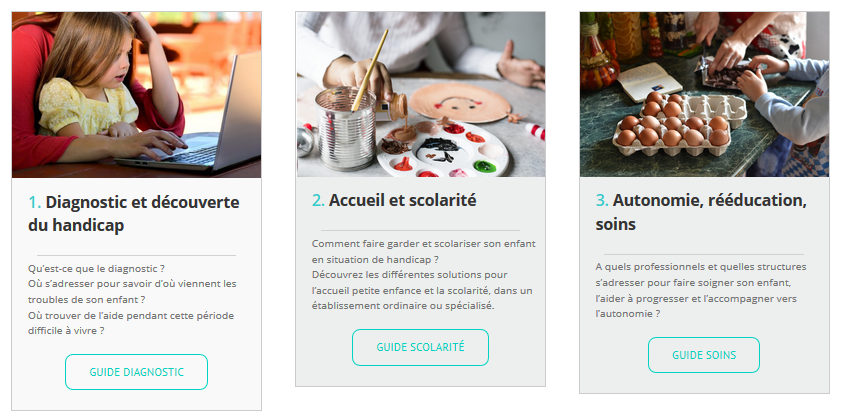 1. Diagnostic et découverte
du handicap
Qu'est-ce que le diagnostic ?
Où s'adresser pour savoir d'où viennent les
troubles de son enfant ?
Où trouver de l'aide pendant cette période
difficile à vivre ?
GUIDE DIAGNOSTIC
2. Accueil et scolarité
Comment faire garder et scolariser son enfant
en situation de handicap ?
Découvrez les différentes solutions pour
l'accueil petite enfance et la scolarité, dans un
établissement ordinaire ou spécialisé.
GUIDE SCOLARITÉ
3. Autonomie, rééducation,
soins
A quels professionnels et quelles structures
s'adresser pour faire soigner son enfant,
l'aider à progresser et l'accompagner vers
l'autonomie ?
GUIDE SOINS